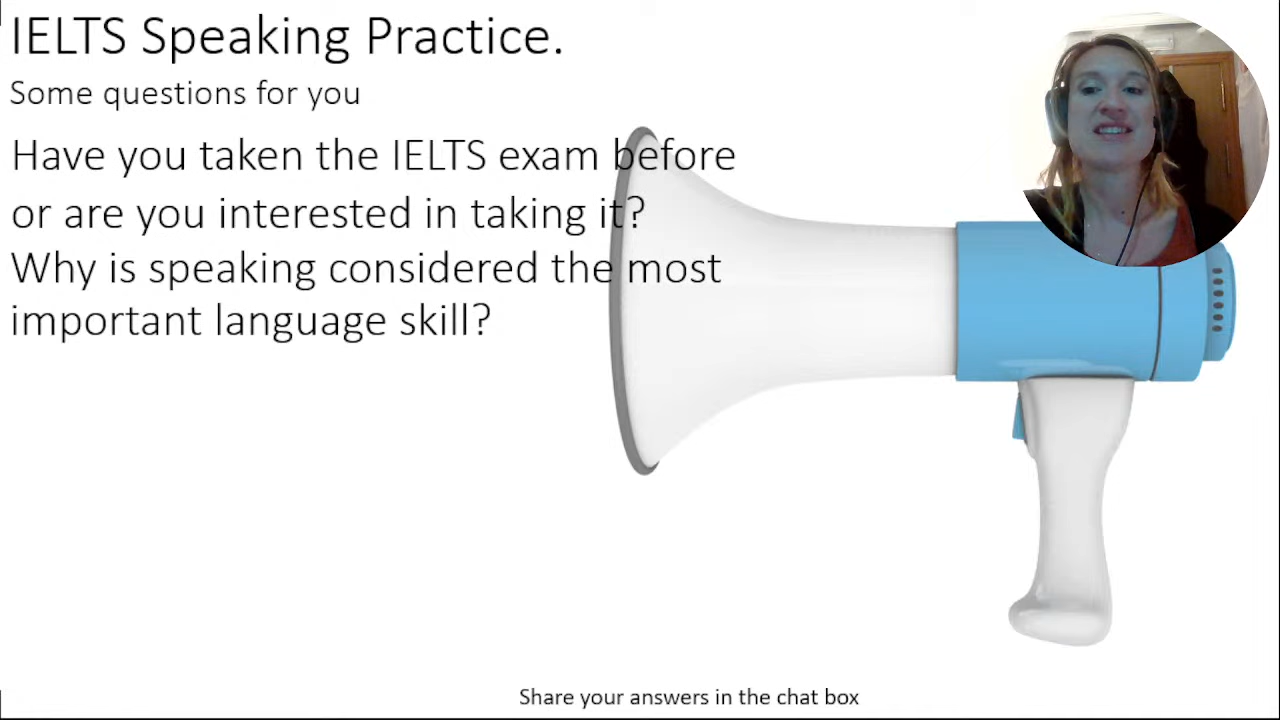 IELTS Speaking Practice.
Some questions for you
Have you taken the IELTS exam before
or are you interested in taking it?
Why is speaking considered the most
important language skill?
Share your answers in the chat box